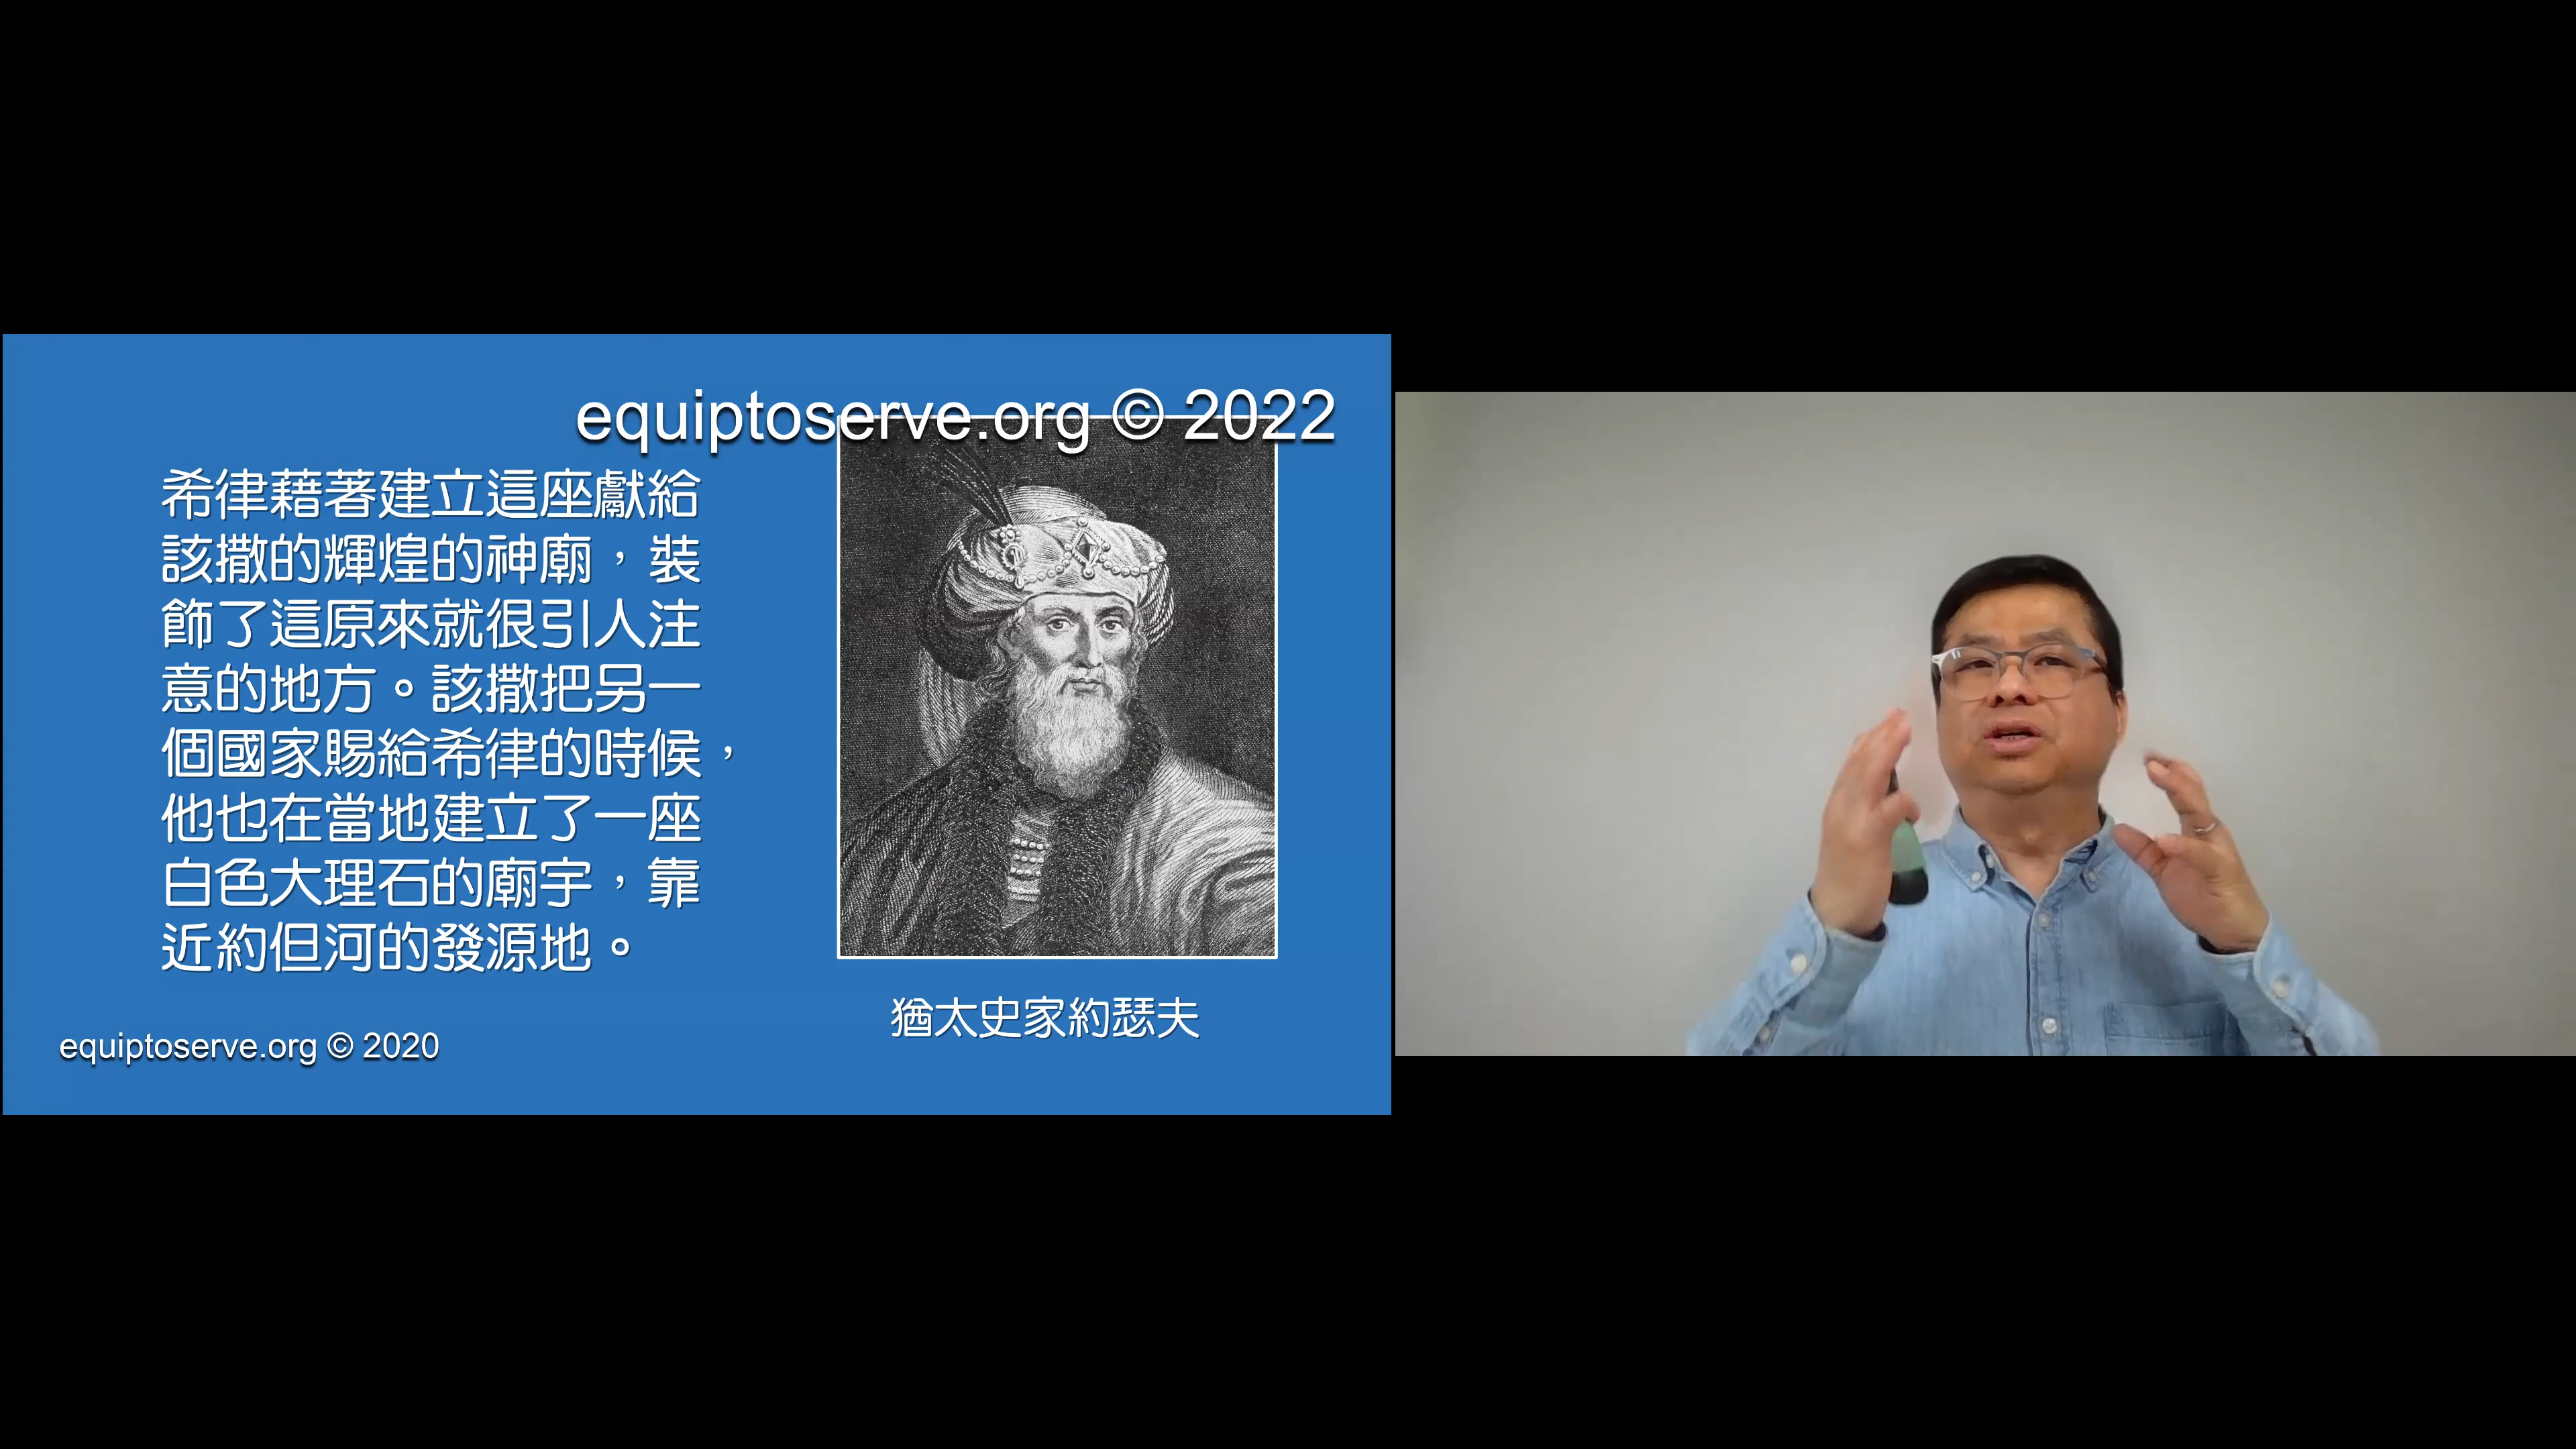 equiptoserve.org © 2022
希律藉著建立這座獻給
該撒的輝煌的神廟，裝
飾了這原來就很引人注
意的地方。該撒把另一
個國家賜給希律的時候，
他也在當地建立了一座
白色大理石的廟宇，靠
近約但河的發源地。
猶太史家約瑟夫
equiptoserve.org © 2020